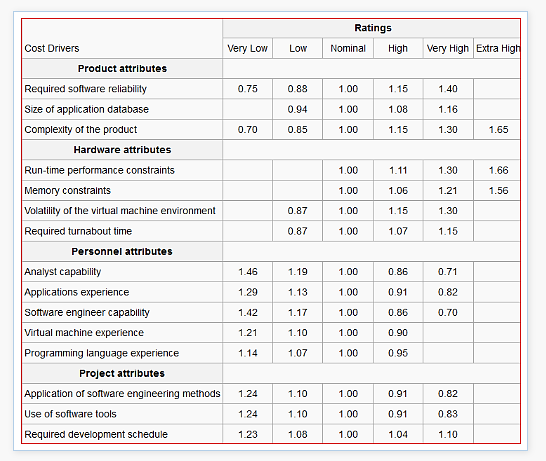 Ratings
Cost Drivers Very Low Low Nominal High Very High Extra High
Product attributes
Required software reliability 0.75 0.88 1.00 1.15 1.40
Size of application database 0.94 1.00 1.08 1.16
Complexity of the product 0.70 0.85 1.00 1.15 1.30 1.65
Hardware attributes
Run-time performance constraints 1.00 1.11 1.30 1.66
Memory constraints 1.00 1.06 1.21 1.56
Volatility of the virtual machine environment 0.87 1.00 1.15 1.30
Required turnabout time 0.87 1.00 1.07 1.15
Personnel attributes
Analyst capability 1.46 1.19 1.00 0.86 0.71
Applications experience 1.29 1.13 1.00 0.91 0.82
Software engineer capability 1.42 1.17 1.00 0.86 0.70
Virtual machine experience 1.21 1.10 1.00 0.90
Programming language experience 1.14 1.07 1.00 0.95
Project attributes
Application of software engineering methods 1.24 1.10 1.00 0.91 0.82
Use of software tools 1.24 1.10 1.00 0.91 0.83
Required development schedule 1.23 1.08 1.00 1.04 1.10